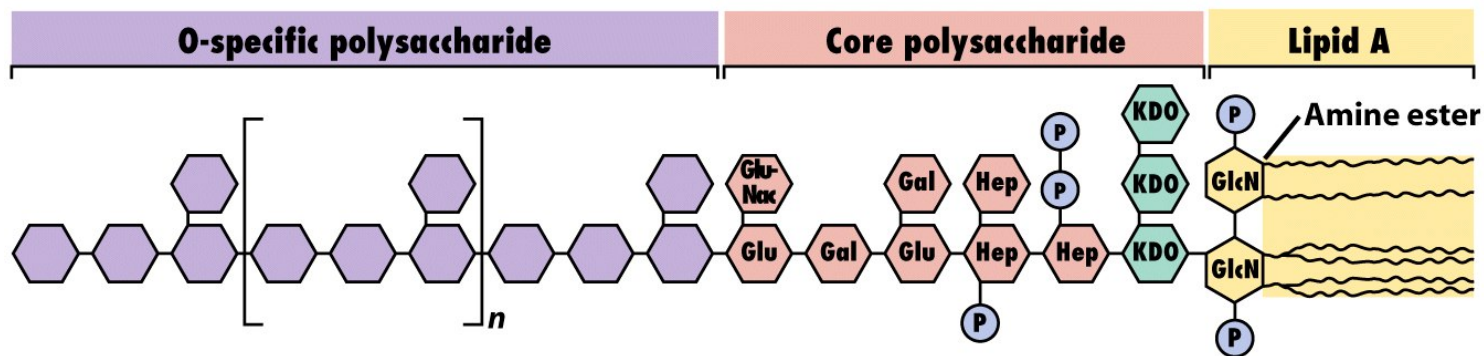 O-specific polysaccharide
Core polysaccharide
Lipid A
KDO
P
Amine ester
P
Glu-
Nac
Gal
Hep
P
KDO
GlcN
Glu
Gal
Glu
Hep
Hep
KDO
GlcN
n
P
P